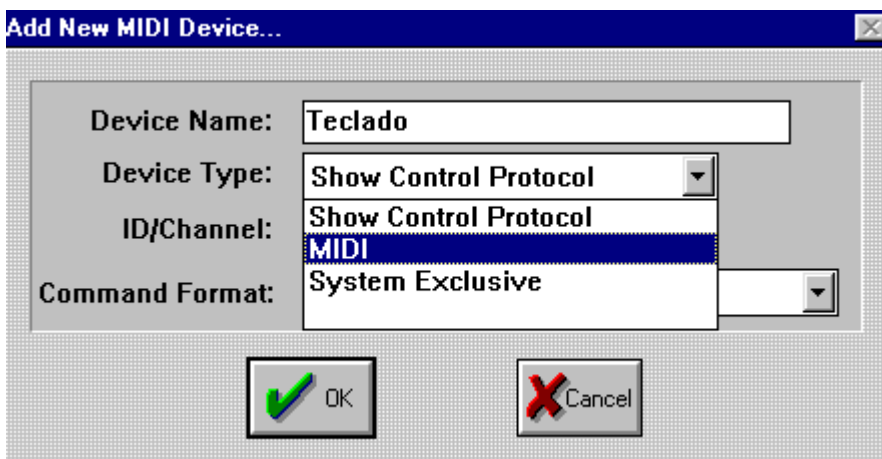 Add New MIDI Device...
Device Name: Teclado
Device Type: Show Control Protocol
ID/Channel: Show Control Protocol
MIDI
System Exclusive
Command Format:
OK Cancel